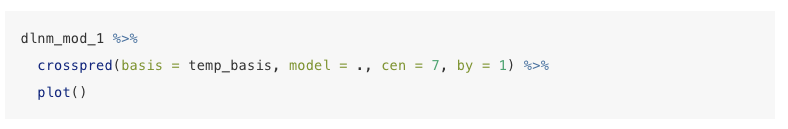 dlnm_mod_1 %>%
  crosspred(basis = temp_basis, model = ., cen = 7, by = 1) %>%
  plot()